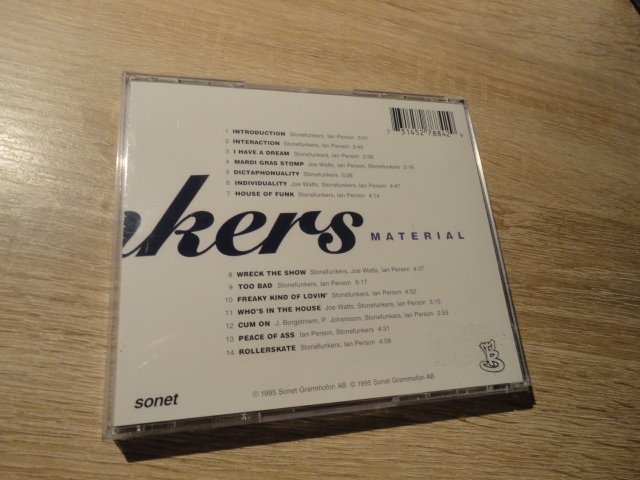 7 31452 78842 9
1 INTRODUCTION Stonefunkers, Ian Person 0:51
2 INTERACTION Stonefunkers, Ian Person 3:40
3 I HAVE A DREAM Stonefunkers, Ian Person 3:38
4 MARDI GRAS STOMP Joe Watts, Ian Person, Stonefunkers 3:14
5 DICTAPHONUALITY Stonefunkers 0:26
6 INDIVIDUALITY Joe Watts, Stonefunkers, Ian Person 4:47
7 HOUSE OF FUNK Stonefunkers, Ian Person 4:14
kers MATERIAL
8 WRECK THE SHOW Stonefunkers, Joe Watts, Ian Person 4:37
9 TOO BAD Stonefunkers, Ian Person 6:17
10 FREAKY KIND OF LOVIN' Stonefunkers, Ian Person 4:52
11 WHO'S IN THE HOUSE Joe Watts, Stonefunkers, Ian Person 3:16
12 CUM ON J. Borgstroem, P. Johansson, Stonefunkers, Ian Person 3:53
13 PEACE OF ASS Ian Person, Stonefunkers 4:31
14 ROLLERSKATE Stonefunkers, Ian Person 4:58
℗ 1995 Sonet Grammofon AB © 1995 Sonet Grammofon AB
sonet